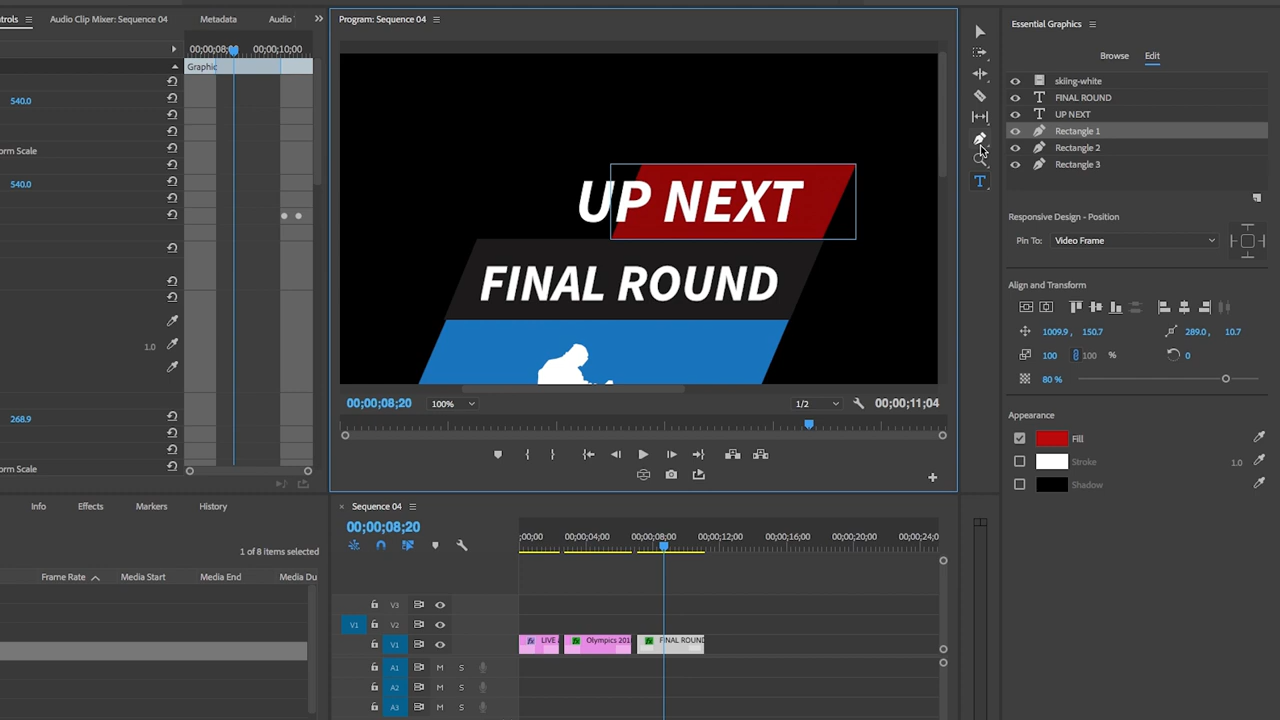 ntrols
Audio Clip Mixer: Sequence 04
Metadata
Audio
00;00;08;00
00;00;10;00
Graphic
540.0
orm Scale
540.0
1.0
268.9
orm Scale
Program: Sequence 04
UP NEXT
FINAL ROUND
00;00;08;20
100%
1/2
00;00;11;04
Essential Graphics
Browse
Edit
skiing-white
FINAL ROUND
UP NEXT
Rectangle 1
Rectangle 2
Rectangle 3
Responsive Design - Position
Pin To:
Video Frame
Align and Transform
1009.9 , 150.7
289.0 , 10.7
100
100 %
0
80 %
Appearance
Fill
Stroke
1.0
Shadow
Info
Effects
Markers
History
1 of 8 items selected
Frame Rate
Media Start
Media End
Media Du
× Sequence 04
00;00;08;20
;00;00
00;00;04;00
00;00;08;00
00;00;12;00
00;00;16;00
00;00;20;00
00;00;24;0
V3
V1 V2
V1
LIVE
fx Olympics 201
fx FINAL ROUND
A1 M S
A2 M S
A3 M S